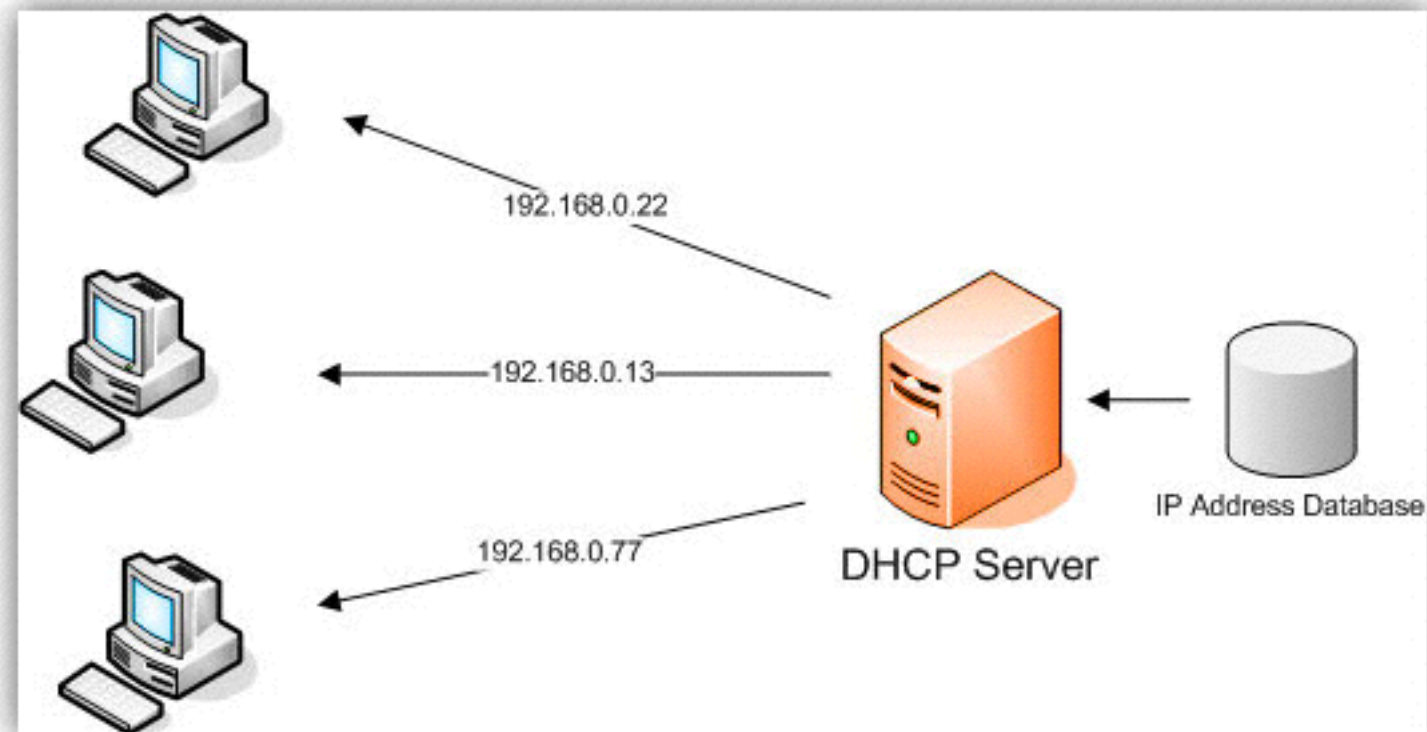 192.168.0.22
192.168.0.13
192.168.0.77
DHCP Server
IP Address Database